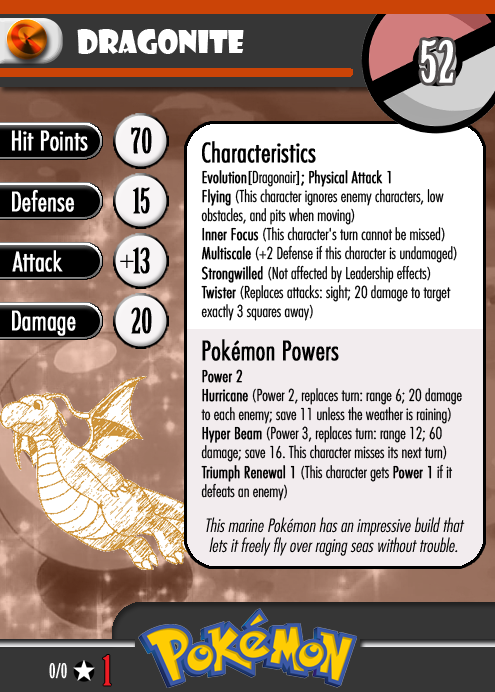 DRAGONITE
52
Hit Points 70
Defense 15
Attack +13
Damage 20
Characteristics
Evolution[Dragonair]; Physical Attack 1
Flying (This character ignores enemy characters, low
obstacles, and pits when moving)
Inner Focus (This character's turn cannot be missed)
Multiscale (+2 Defense if this character is undamaged)
Strongwilled (Not affected by Leadership effects)
Twister (Replaces attacks: sight; 20 damage to target
exactly 3 squares away)
Pokémon Powers
Power 2
Hurricane (Power 2, replaces turn: range 6; 20 damage
to each enemy; save 11 unless the weather is raining)
Hyper Beam (Power 3, replaces turn: range 12; 60
damage; save 16. This character misses its next turn)
Triumph Renewal 1 (This character gets Power 1 if it
defeats an enemy)
This marine Pokémon has an impressive build that
lets it freely fly over raging seas without trouble.
0/0 ★ 1
POKéMON